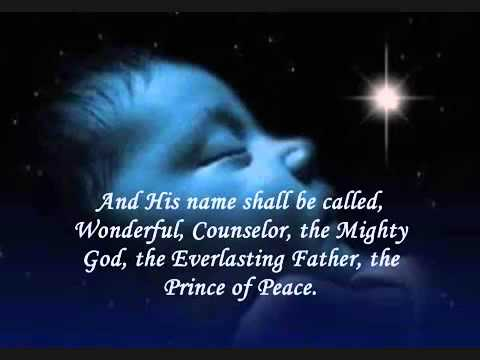 And His name shall be called,
Wonderful, Counselor, the Mighty
God, the Everlasting Father, the
Prince of Peace.